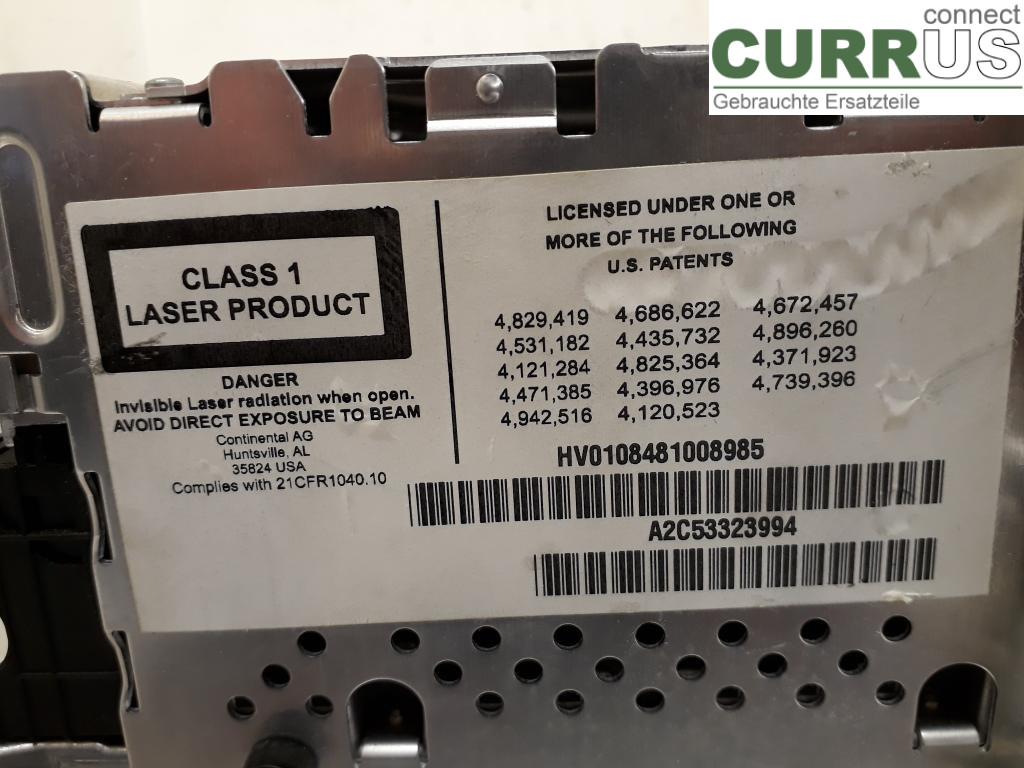 connect
CURRUS
Gebrauchte Ersatzteile
CLASS 1
LASER PRODUCT
DANGER
Invisible Laser radiation when open.
AVOID DIRECT EXPOSURE TO BEAM
Continental AG
Huntsville, AL
35824 USA
Complies with 21CFR1040.10
LICENSED UNDER ONE OR
MORE OF THE FOLLOWING
U.S. PATENTS
4,829,419 4,686,622 4,672,457
4,531,182 4,435,732 4,896,260
4,121,284 4,825,364 4,371,923
4,471,385 4,396,976 4,739,396
4,942,516 4,120,523
HV0108481008985
A2C53323994